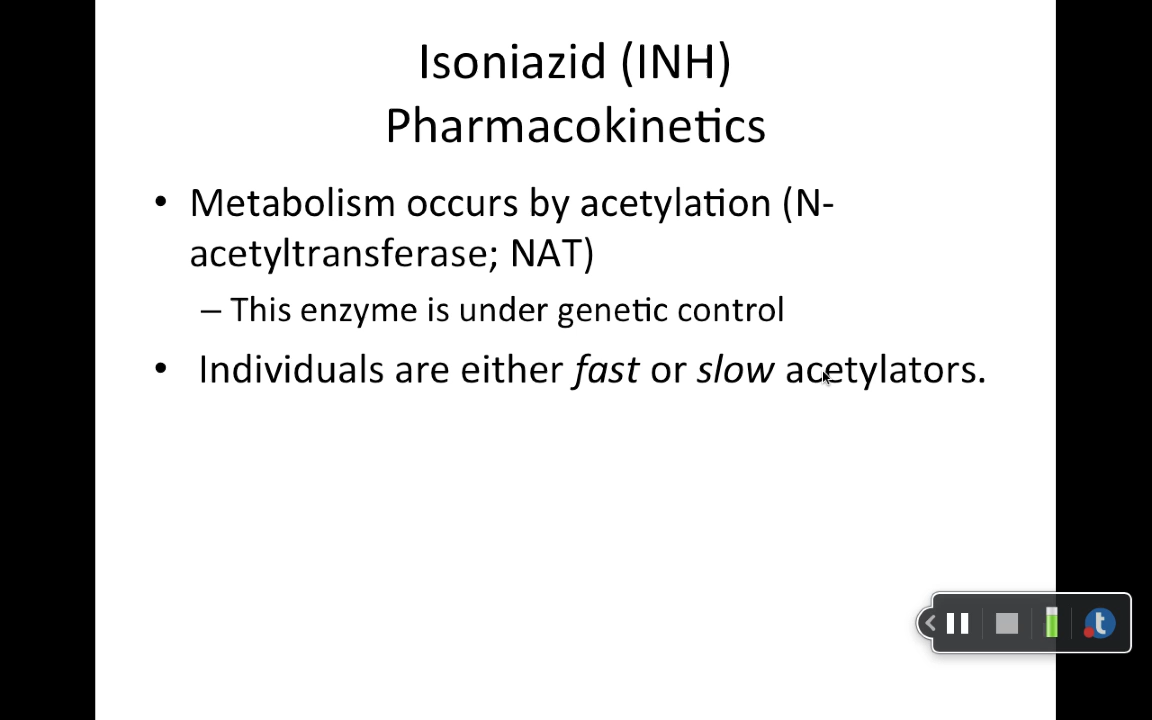 Isoniazid (INH)
Pharmacokinetics
• Metabolism occurs by acetylation (N-
acetyltransferase; NAT)
– This enzyme is under genetic control
• Individuals are either fast or slow acetylators.
t